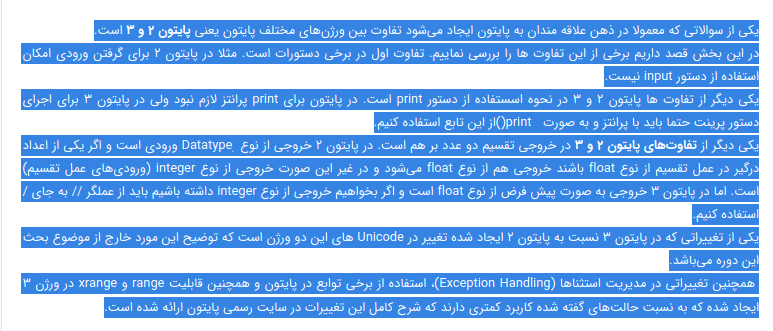 یکی از سوالاتی که معمولا در ذهن علاقه مندان به پایتون ایجاد می‌شود تفاوت بین ورژن‌های مختلف پایتون یعنی پایتون ۲ و ۳ است.
در این بخش قصد داریم برخی از این تفاوت ها را بررسی نماییم. تفاوت اول در برخی دستورات است. مثلا در پایتون ۲ برای گرفتن ورودی امکان
استفاده از دستور input نیست.
یکی دیگر از تفاوت ها پایتون ۲ و ۳ در نحوه اسستفاده از دستور print است. در پایتون برای print پرانتز لازم نبود ولی در پایتون ۳ برای اجرای
دستور پرینت حتما باید با پرانتز و به صورت print()از این تابع استفاده کنیم.
یکی دیگر از تفاوت‌های پایتون ۲ و ۳ در خروجی تقسیم دو عدد بر هم است. در پایتون ۲ خروجی از نوع Datatype ورودی است و اگر یکی از اعداد
درگیر در عمل تقسیم از نوع float باشند خروجی هم از نوع float می‌شود و در غیر این صورت خروجی از نوع integer (ورودی‌های عمل تقسیم)
است. اما در پایتون ۳ خروجی به صورت پیش فرض از نوع float است و اگر بخواهیم خروجی از نوع integer داشته باشیم باید از عملگر // به جای /
استفاده کنیم.
یکی از تغییراتی که در پایتون ۳ نسبت به پایتون ۲ ایجاد شده تغییر در Unicode های این دو ورژن است که توضیح این مورد خارج از موضوع بحث
این دوره می‌باشد.
همچنین تغییراتی در مدیریت استثناها (Exception Handling)، استفاده از برخی توابع در پایتون و همچنین قابلیت range و xrange در ورژن ۳
ایجاد شده که به نسبت حالت‌های گفته شده کاربرد کمتری دارند که شرح کامل این تغییرات در سایت رسمی پایتون ارائه شده است.